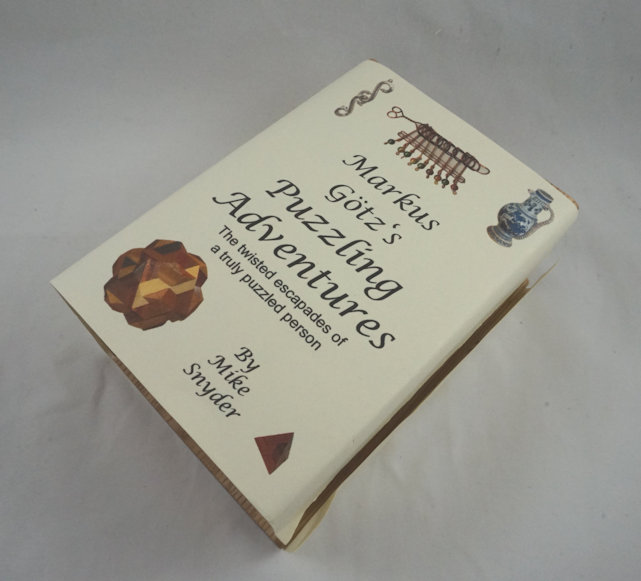 Markus
Götz's
Puzzling
Adventures
The twisted escapades of
a truly puzzled person
By
Mike
Snyder